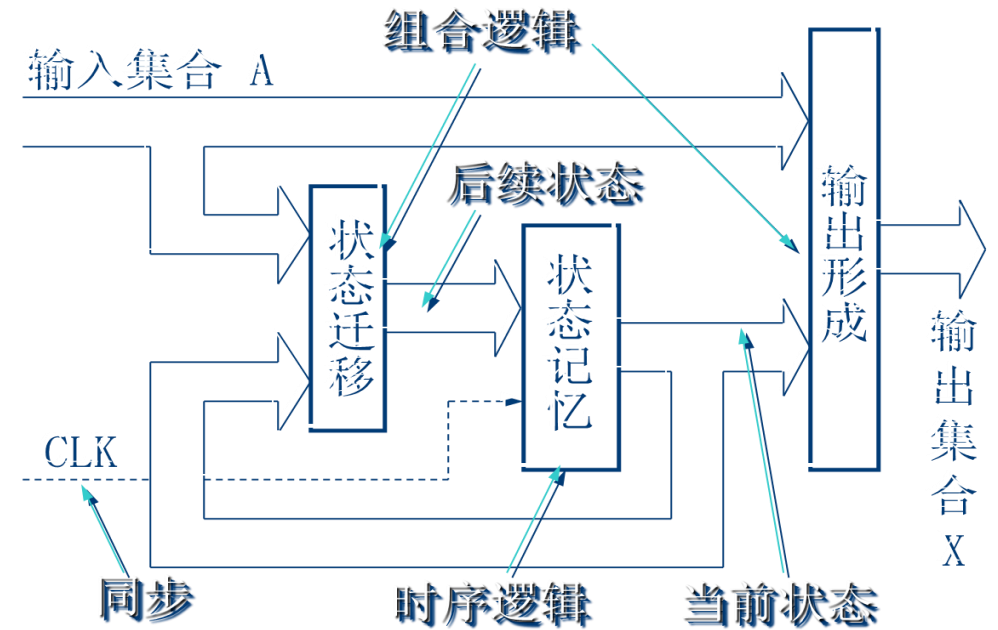 组合逻辑
输入集合 A
后续状态
状态迁移
状态记忆
输出形成
输出集合X
CLK
同步
时序逻辑
当前状态